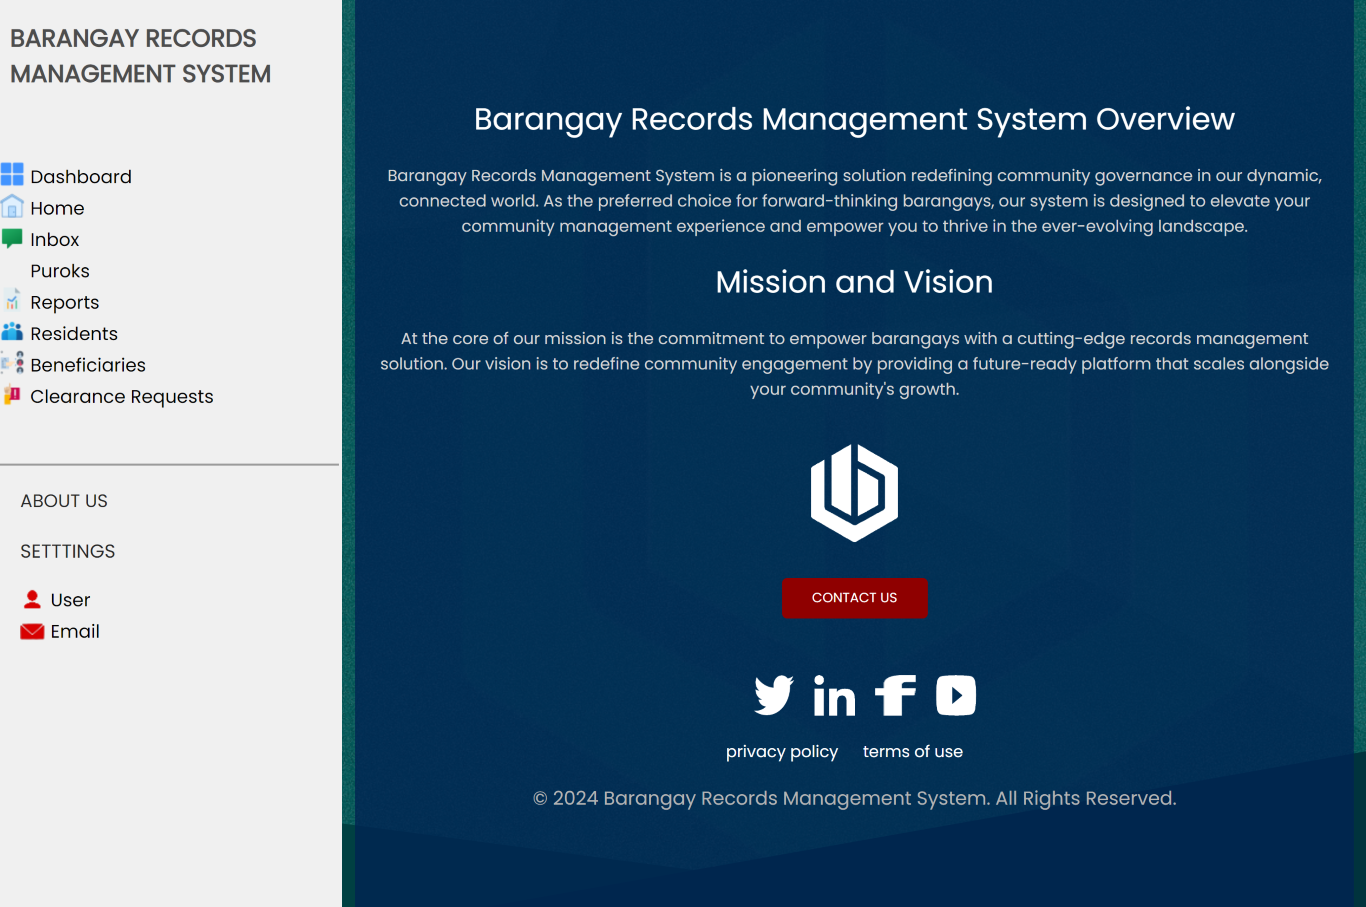 BARANGAY RECORDS
MANAGEMENT SYSTEM
Dashboard
Home
Inbox
Puroks
Reports
Residents
Beneficiaries
Clearance Requests
ABOUT US
SETTTINGS
User
Email
Barangay Records Management System Overview
Barangay Records Management System is a pioneering solution redefining community governance in our dynamic,
connected world. As the preferred choice for forward-thinking barangays, our system is designed to elevate your
community management experience and empower you to thrive in the ever-evolving landscape.
Mission and Vision
At the core of our mission is the commitment to empower barangays with a cutting-edge records management
solution. Our vision is to redefine community engagement by providing a future-ready platform that scales alongside
your community's growth.
CONTACT US
privacy policy terms of use
© 2024 Barangay Records Management System. All Rights Reserved.